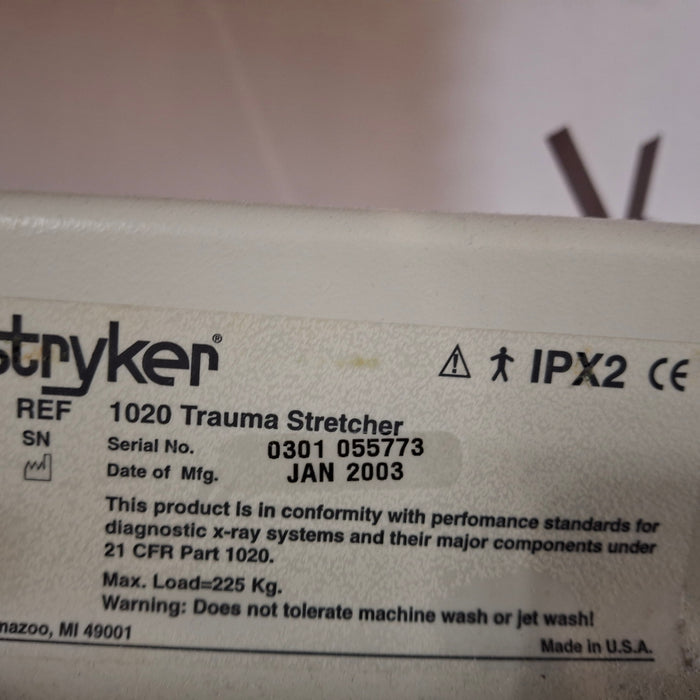 stryker®
IPX2 CE
REF 1020 Trauma Stretcher
SN Serial No. 0301 055773
Date of Mfg. JAN 2003
This product is in conformity with perfomance standards for
diagnostic x-ray systems and their major components under
21 CFR Part 1020.
Max. Load=225 Kg.
Warning: Does not tolerate machine wash or jet wash!
mazoo, MI 49001
Made in U.S.A.